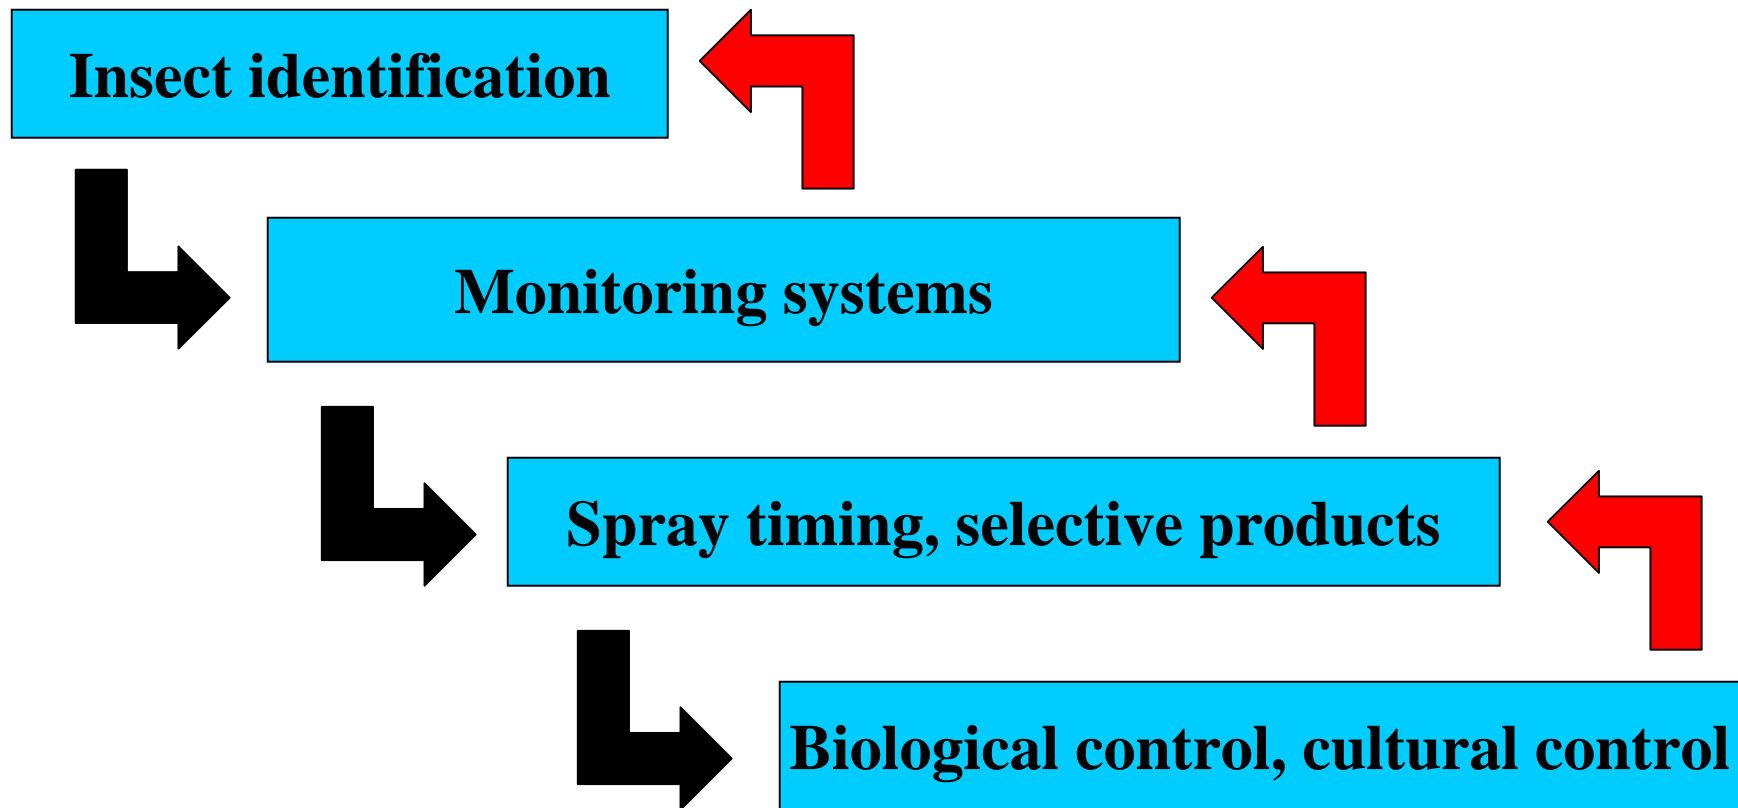 Insect identification
Monitoring systems
Spray timing, selective products
Biological control, cultural control